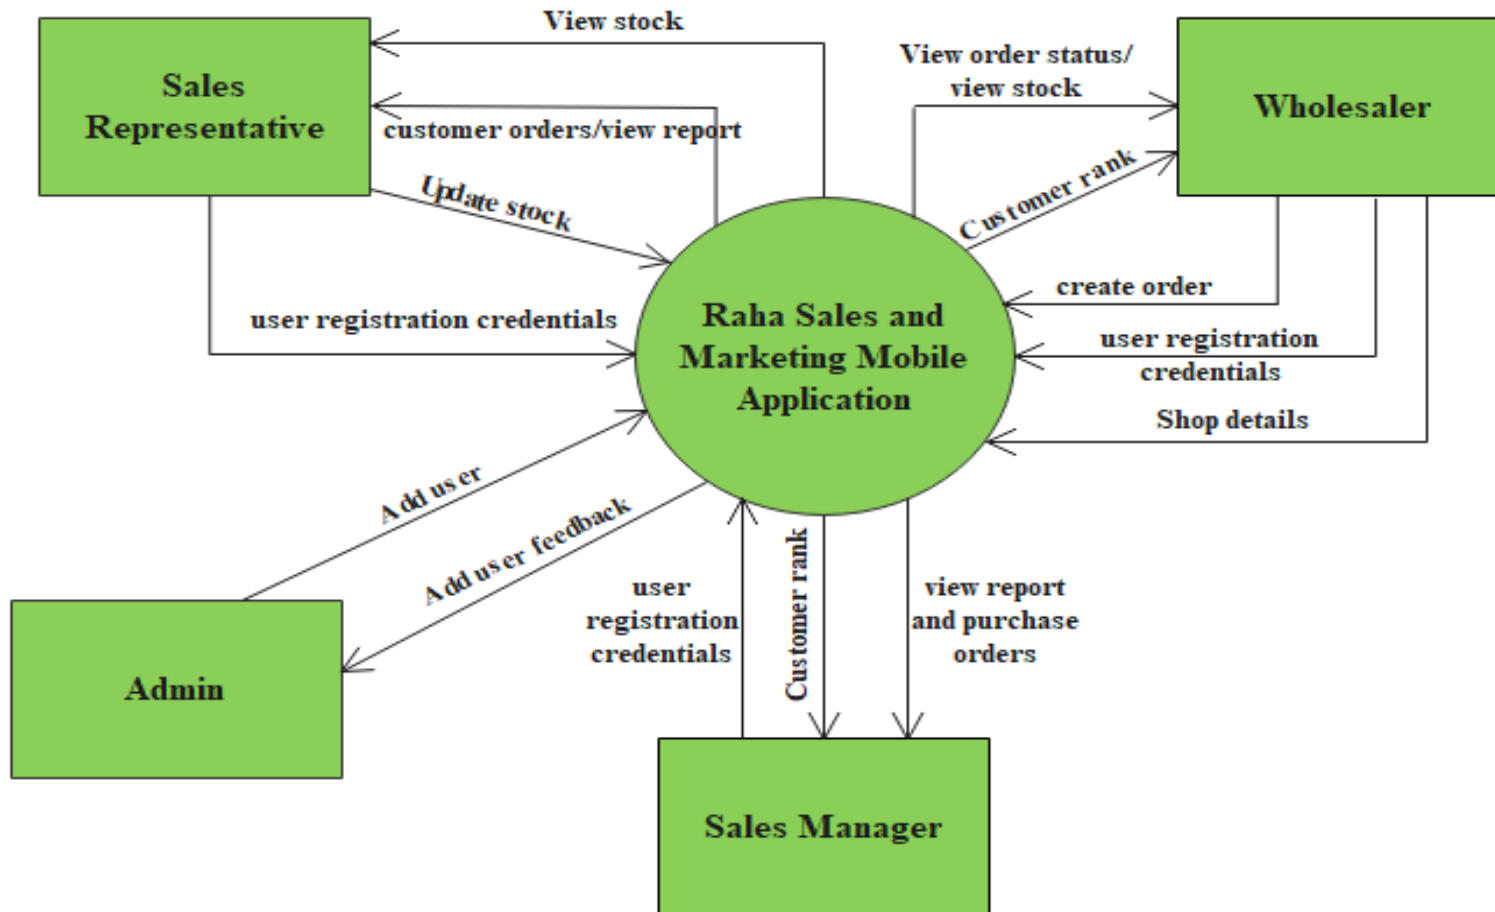 View stock
Sales
Representative
customer orders/view report
Update stock
user registration credentials
View order status/
view stock
Wholesaler
Customer rank
create order
user registration
credentials
Shop details
Raha Sales and
Marketing Mobile
Application
Add user
Add user feedback
Admin
user
registration
credentials
Customer rank
view report
and purchase
orders
Sales Manager